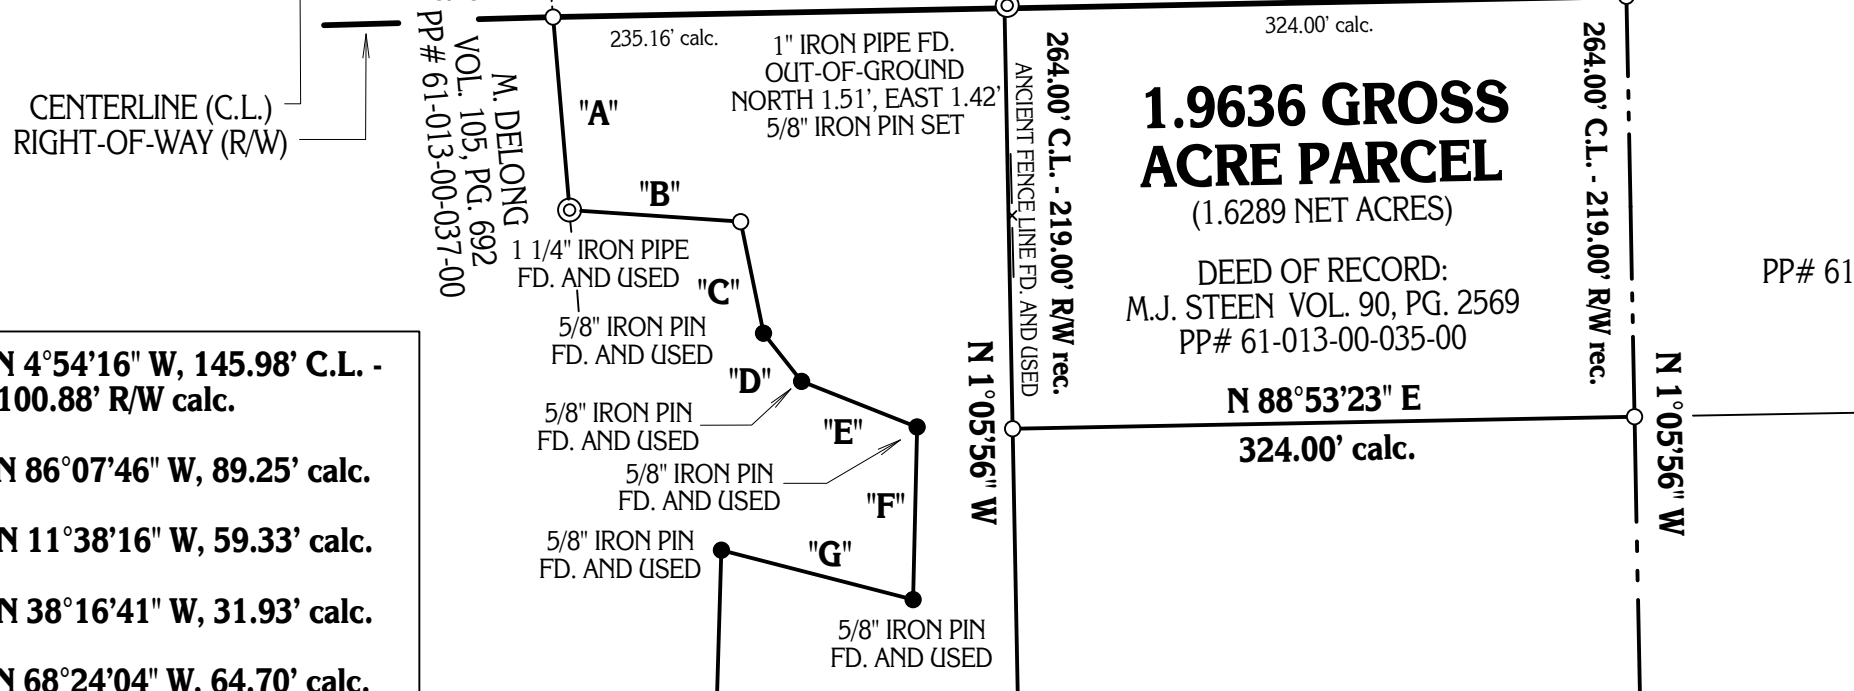 CENTERLINE (C.L.)
RIGHT-OF-WAY (R/W)
M. DELONG
VOL. 105, PG. 692
PP# 61-013-00-037-00
235.16' calc.
1" IRON PIPE FD.
OUT-OF-GROUND
NORTH 1.51', EAST 1.42'
5/8" IRON PIN SET
"A"
"B"
1 1/4" IRON PIPE
FD. AND USED
"C"
5/8" IRON PIN
FD. AND USED
"D"
5/8" IRON PIN
FD. AND USED
"E"
5/8" IRON PIN
FD. AND USED
"F"
5/8" IRON PIN
FD. AND USED
"G"
5/8" IRON PIN
FD. AND USED
N 1°05'56" W
ANCIENT FENCE LINE FD. AND USED
264.00' C.L. - 219.00' R/W rec.
324.00' calc.
1.9636 GROSS
ACRE PARCEL
(1.6289 NET ACRES)
DEED OF RECORD:
M.J. STEEN VOL. 90, PG. 2569
PP# 61-013-00-035-00
N 88°53'23" E
324.00' calc.
264.00' C.L. - 219.00' R/W rec.
N 1°05'56" W
PP# 61
N 4°54'16" W, 145.98' C.L. -
100.88' R/W calc.
N 86°07'46" W, 89.25' calc.
N 11°38'16" W, 59.33' calc.
N 38°16'41" W, 31.93' calc.
N 68°24'04" W, 64.70' calc.